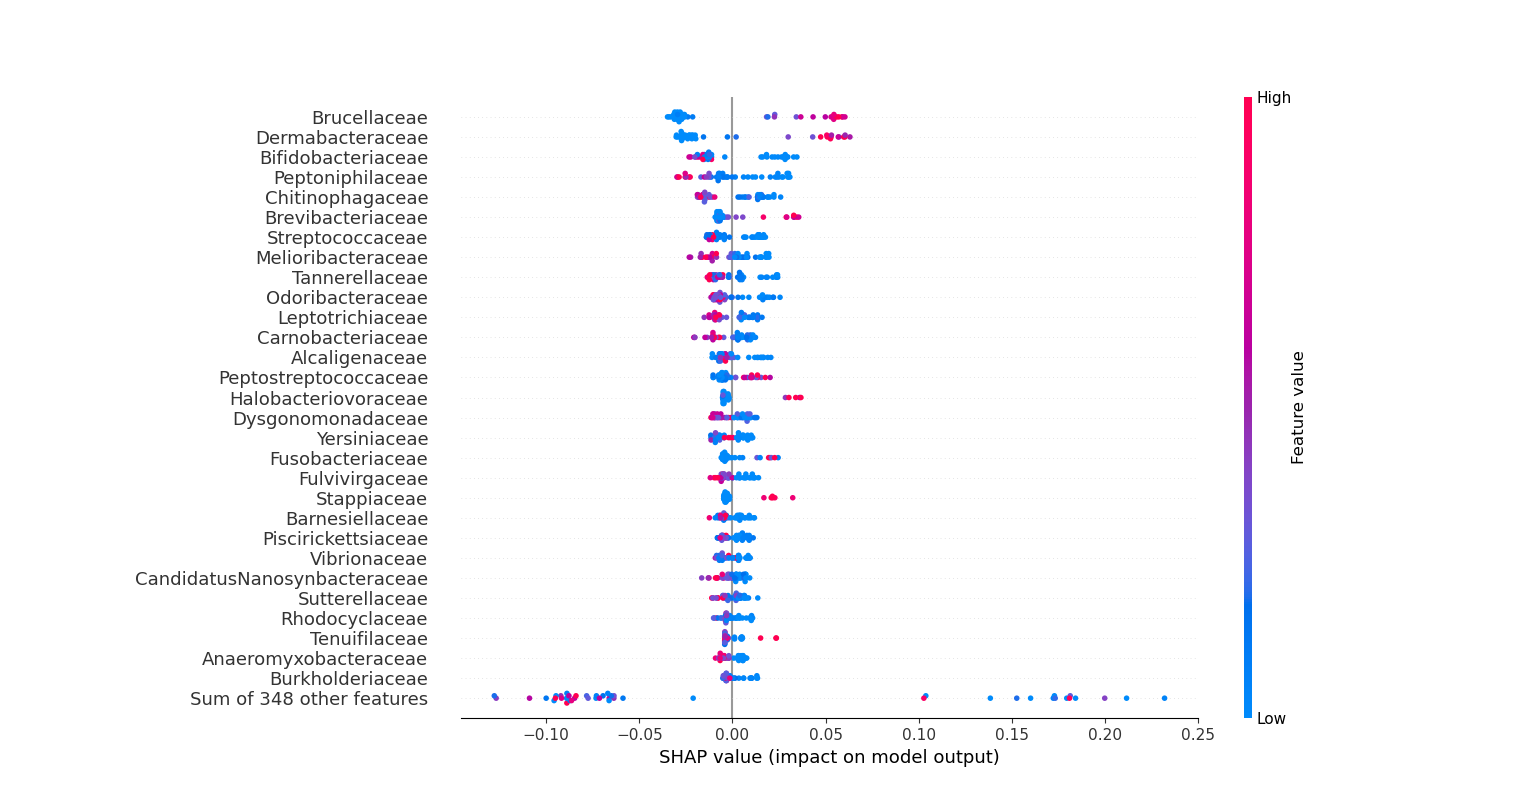 Brucellaceae
Dermabacteraceae
Bifidobacteriaceae
Peptoniphilaceae
Chitinophagaceae
Brevibacteriaceae
Streptococcaceae
Melioribacteraceae
Tannerellaceae
Odoribacteraceae
Leptotrichiaceae
Carnobacteriaceae
Alcaligenaceae
Peptostreptococcaceae
Halobacteriovoraceae
Dysgonomonadaceae
Yersiniaceae
Fusobacteriaceae
Fulvivirgaceae
Stappiaceae
Barnesiellaceae
Piscirickettsiaceae
Vibrionaceae
CandidatusNanosynbacteraceae
Sutterellaceae
Rhodocyclaceae
Tenuifilaceae
Anaeromyxobacteraceae
Burkholderiaceae
Sum of 348 other features
−0.10 −0.05 0.00 0.05 0.10 0.15 0.20 0.25
SHAP value (impact on model output)
High
Feature value
Low